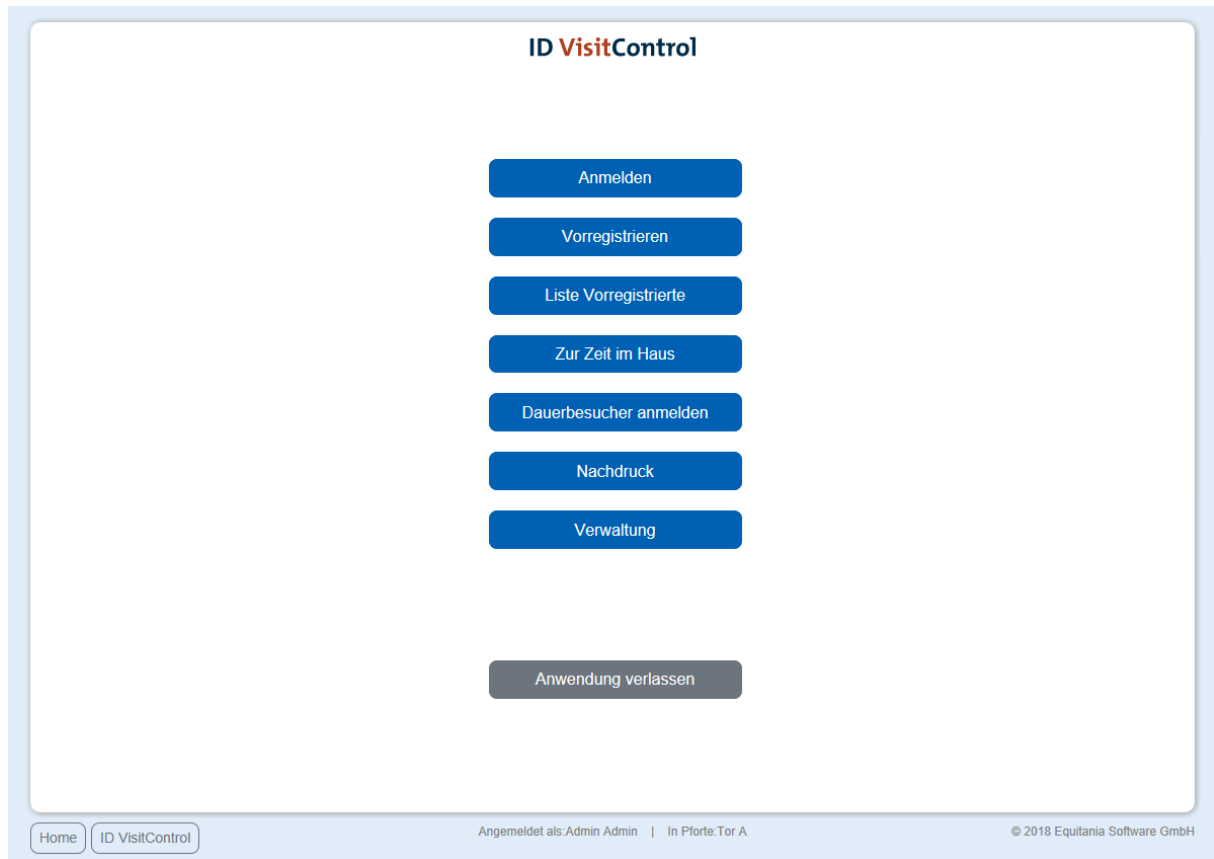 ID VisitControl
Anmelden
Vorregistrieren
Liste Vorregistrierte
Zur Zeit im Haus
Dauerbesucher anmelden
Nachdruck
Verwaltung
Anwendung verlassen
Home ID VisitControl Angemeldet als:Admin Admin | In Pforte:Tor A © 2018 Equitania Software GmbH